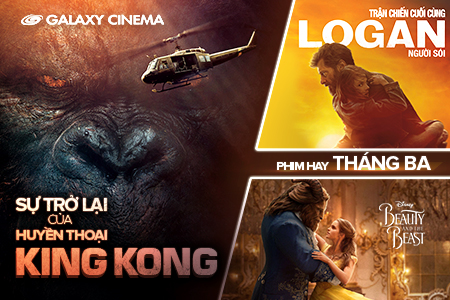 GALAXY CINEMA
SỰ TRỞ LẠI
CỦA
HUYỀN THOẠI
KING KONG
TRẬN CHIẾN CUỐI CÙNG
LOGAN
NGƯỜI SÓI
PHIM HAY THÁNG BA
Disney
BEAUTY
AND THE
BEAST